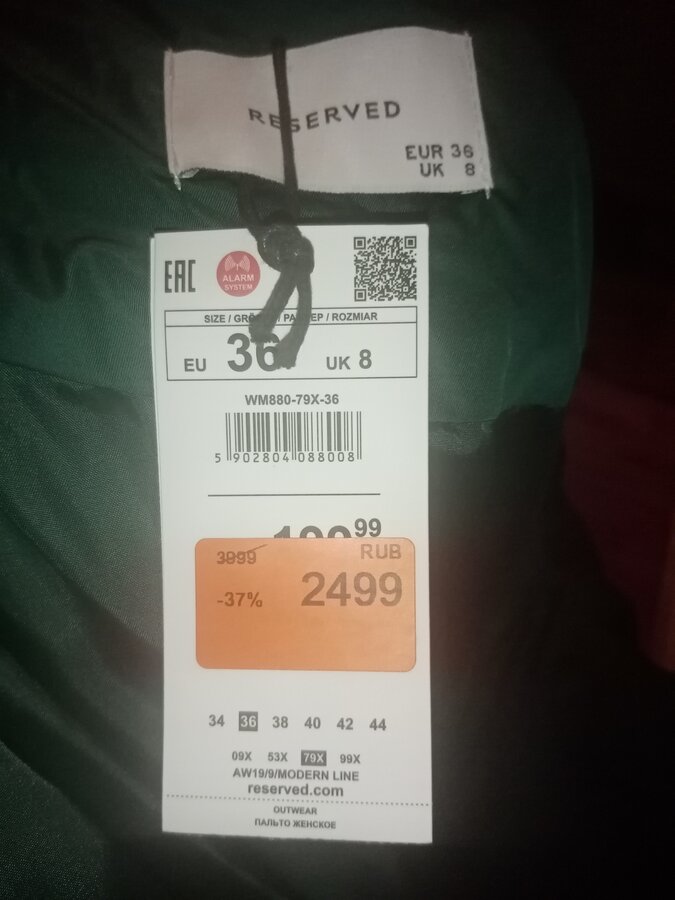 RESERVED
EUR 36
UK 8
EAC
ALARM
SYSTEM
SIZE / / / ROZMIAR
EU 36 UK 8
WM880-79X-36
5 902804 088008
99
3999 RUB
-37% 2499
34 36 38 40 42 44
09X 53X 79X 99X
AW19/9/MODERN LINE
reserved.com
OUTWEAR
ПАЛЬТО ЖЕНСКОЕ